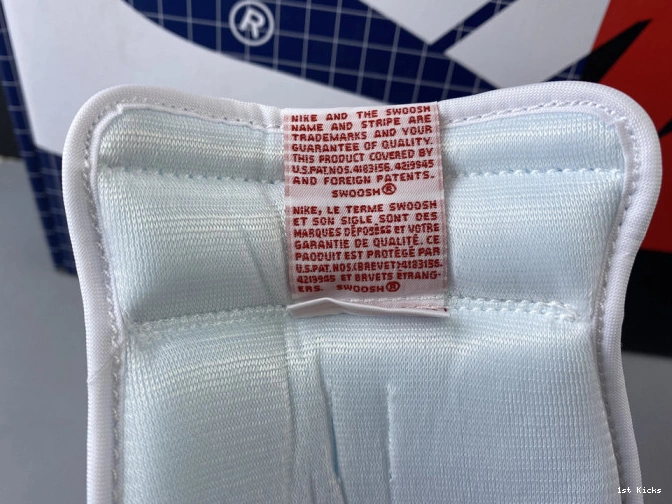 ®
NIKE AND THE SWOOSH
NAME AND STRIPE ARE
TRADEMARKS AND YOUR
GUARANTEE OF QUALITY.
THIS PRODUCT COVERED BY
U.S.PAT.NOS.4183156. 4219945
AND FOREIGN PATENTS.
SWOOSH®
NIKE, LE TERME SWOOSH
ET SON SIGLE SONT DES
MARQUES DÉPOSÉES ET VOTRE
GARANTIE DE QUALITÉ. CE
PRODUIT EST PROTÉGÉ PAR
U.S.PAT.NOS.(BREVET)4183156.
4219945 ET BRVETS ÉTRANG-
ERS. SWOOSH®
1st Kicks